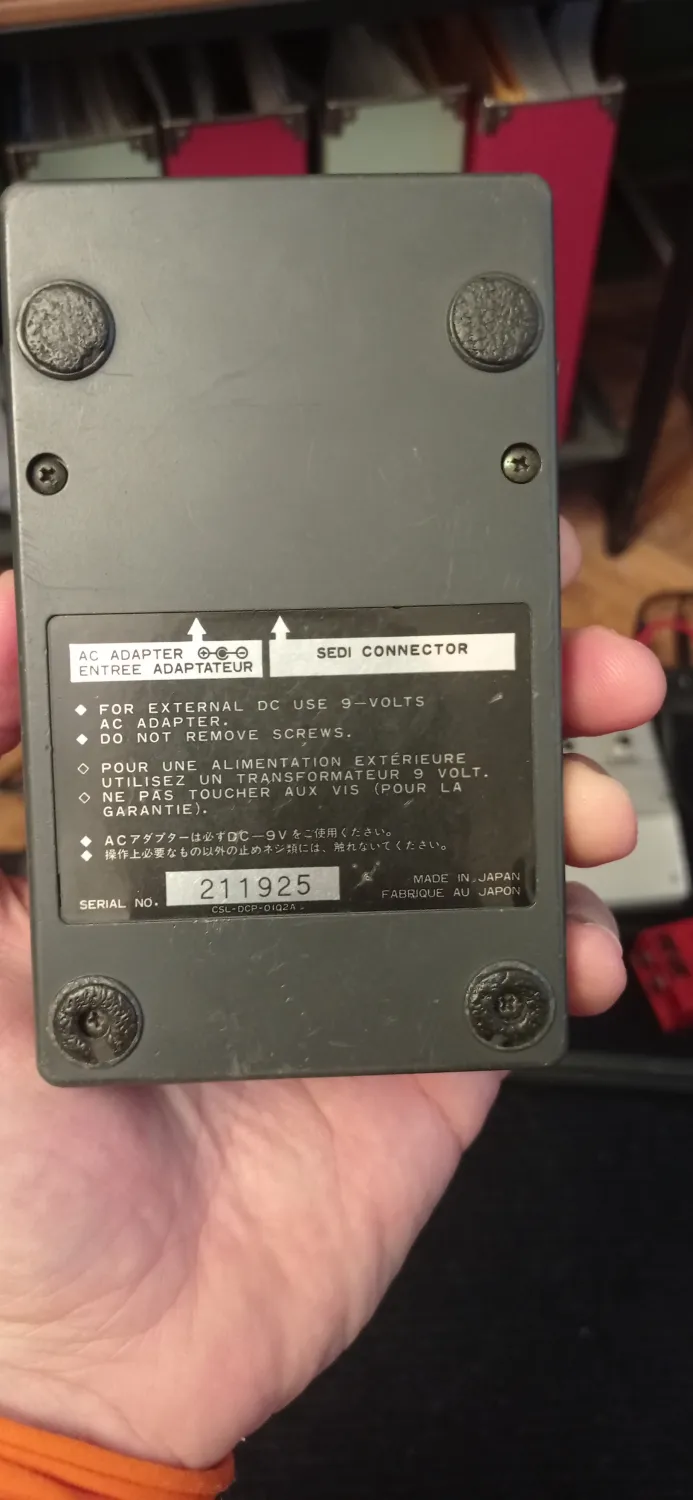 AC ADAPTER
ENTREE ADAPTATEUR
SEDI CONNECTOR
◆ FOR EXTERNAL DC USE 9-VOLTS
AC ADAPTER.
◆ DO NOT REMOVE SCREWS.
◇ POUR UNE ALIMENTATION EXTÉRIEURE
UTILISEZ UN TRANSFORMATEUR 9 VOLT.
◇ NE PAS TOUCHER AUX VIS (POUR LA
GARANTIE).
◆ ACアダプターは必ずDC-9Vをご使用ください。
◆ 操作上必要なもの以外の止めネジ類には、触れないでください。
SERIAL NO. 211925
CSL-DCP-01Q2A
MADE IN JAPAN
FABRIQUE AU JAPON